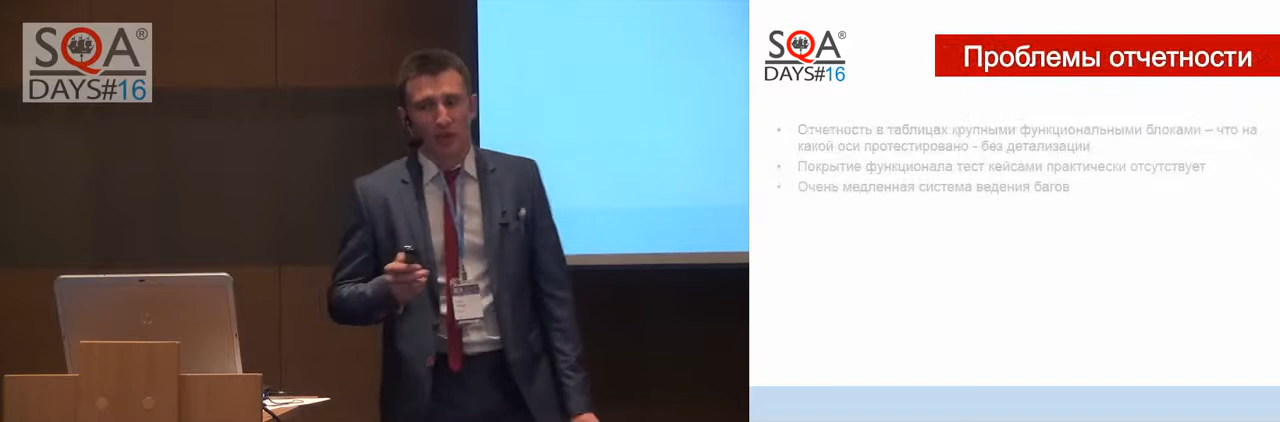 SQA®
DAYS#16
SQA®
DAYS#16
Проблемы отчетности
• Отчетность в таблицах крупными функциональными блоками – что на
какой оси протестировано - без детализации
• Покрытие функционала тест кейсами практически отсутствует
• Очень медленная система ведения багов